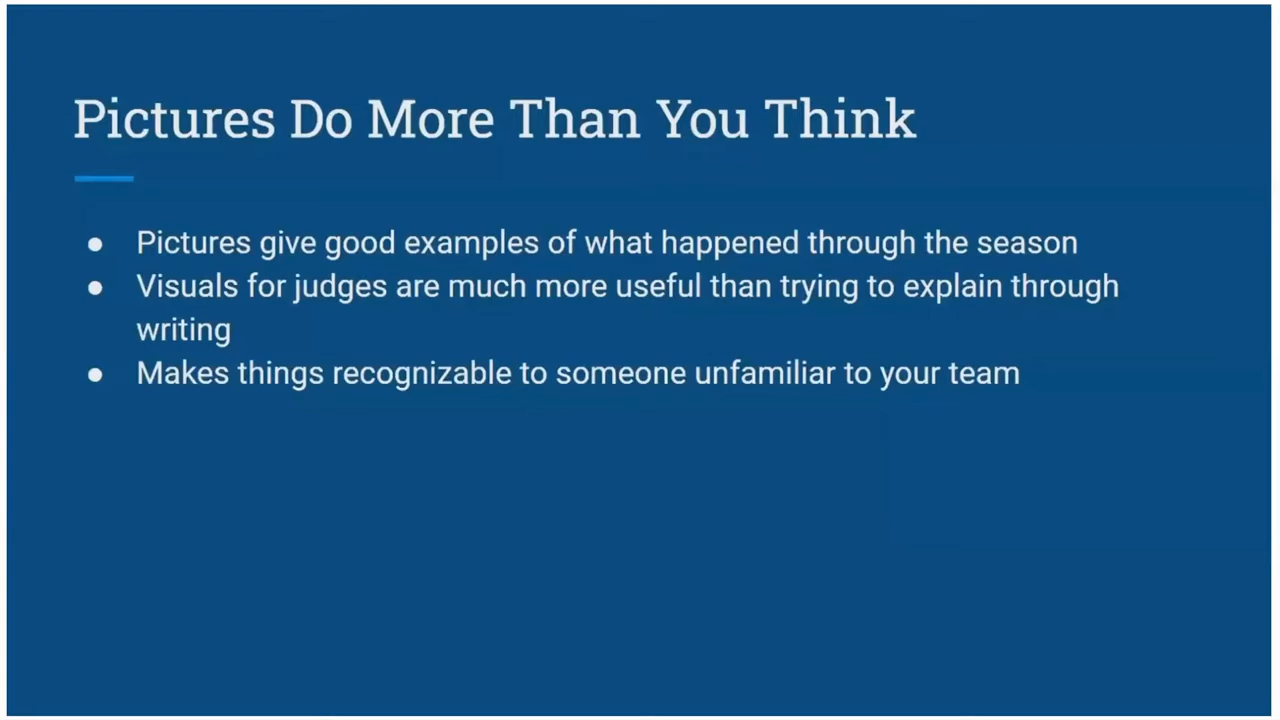 Pictures Do More Than You Think
● Pictures give good examples of what happened through the season
● Visuals for judges are much more useful than trying to explain through
writing
● Makes things recognizable to someone unfamiliar to your team